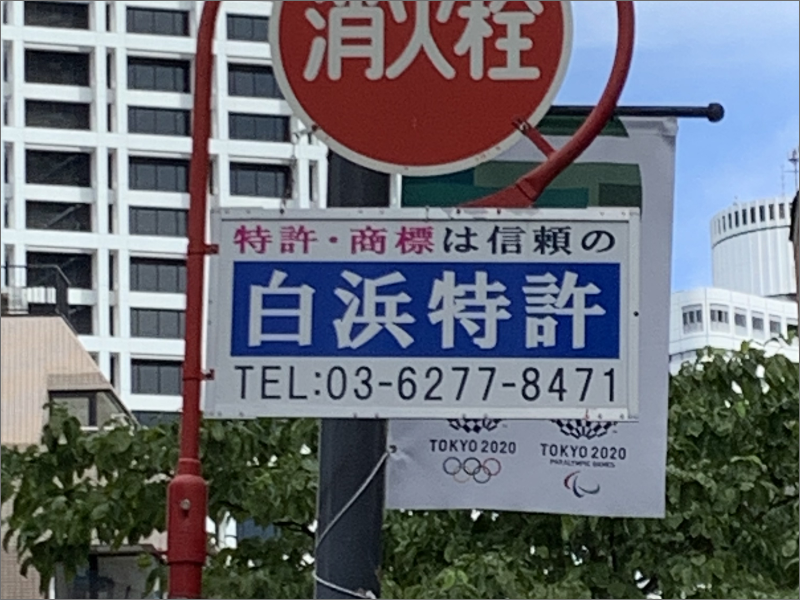 消火栓
特許・商標は信頼の
白浜特許
TEL:03-6277-8471
TOKYO 2020
TOKYO 2020
PARALYMPIC GAMES